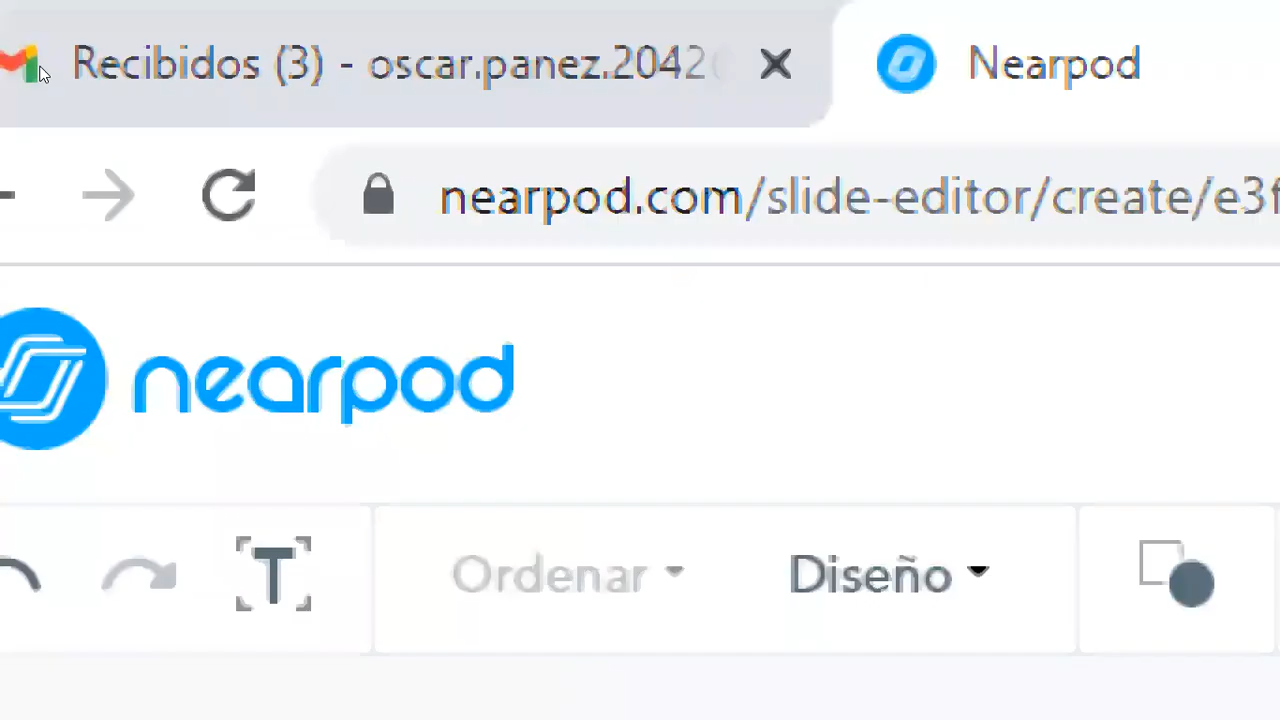 Recibidos (3) - oscar.panez.2042
Nearpod
nearpod.com/slide-editor/create/e3f
nearpod
T
Ordenar
Diseño